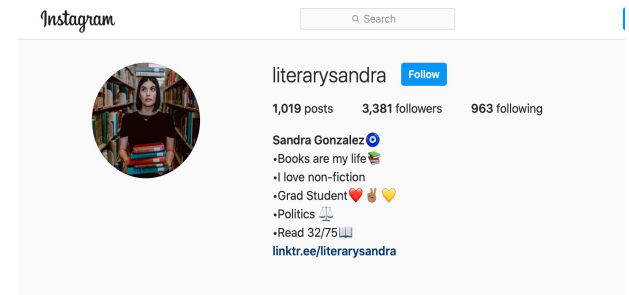 Instagram
Search
literarysandra Follow
1,019 posts 3,381 followers 963 following
Sandra Gonzalez🧿
•Books are my life📚
•I love non-fiction
•Grad Student❤️✌🏽💛
•Politics ⚖️
•Read 32/75📖
linktr.ee/literarysandra